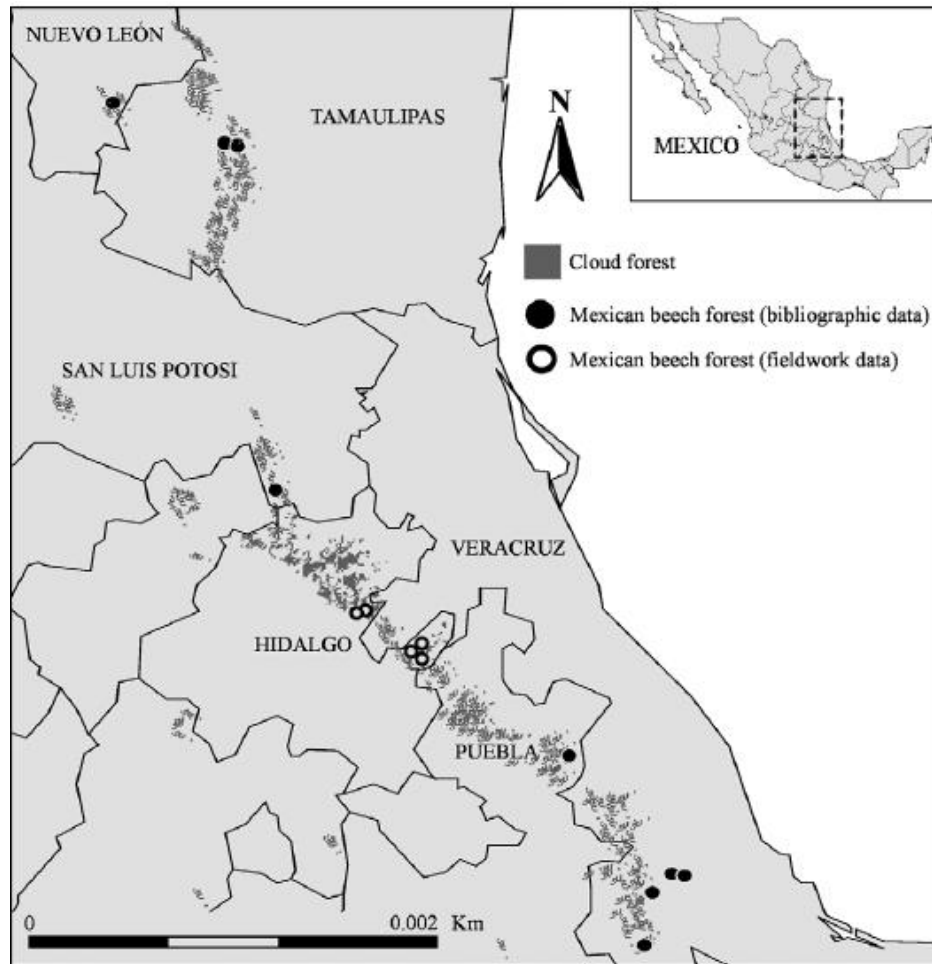 NUEVO LEÓN
TAMAULIPAS
N
MEXICO
Cloud forest
Mexican beech forest (bibliographic data)
Mexican beech forest (fieldwork data)
SAN LUIS POTOSI
VERACRUZ
HIDALGO
PUEBLA
0 0.002 Km